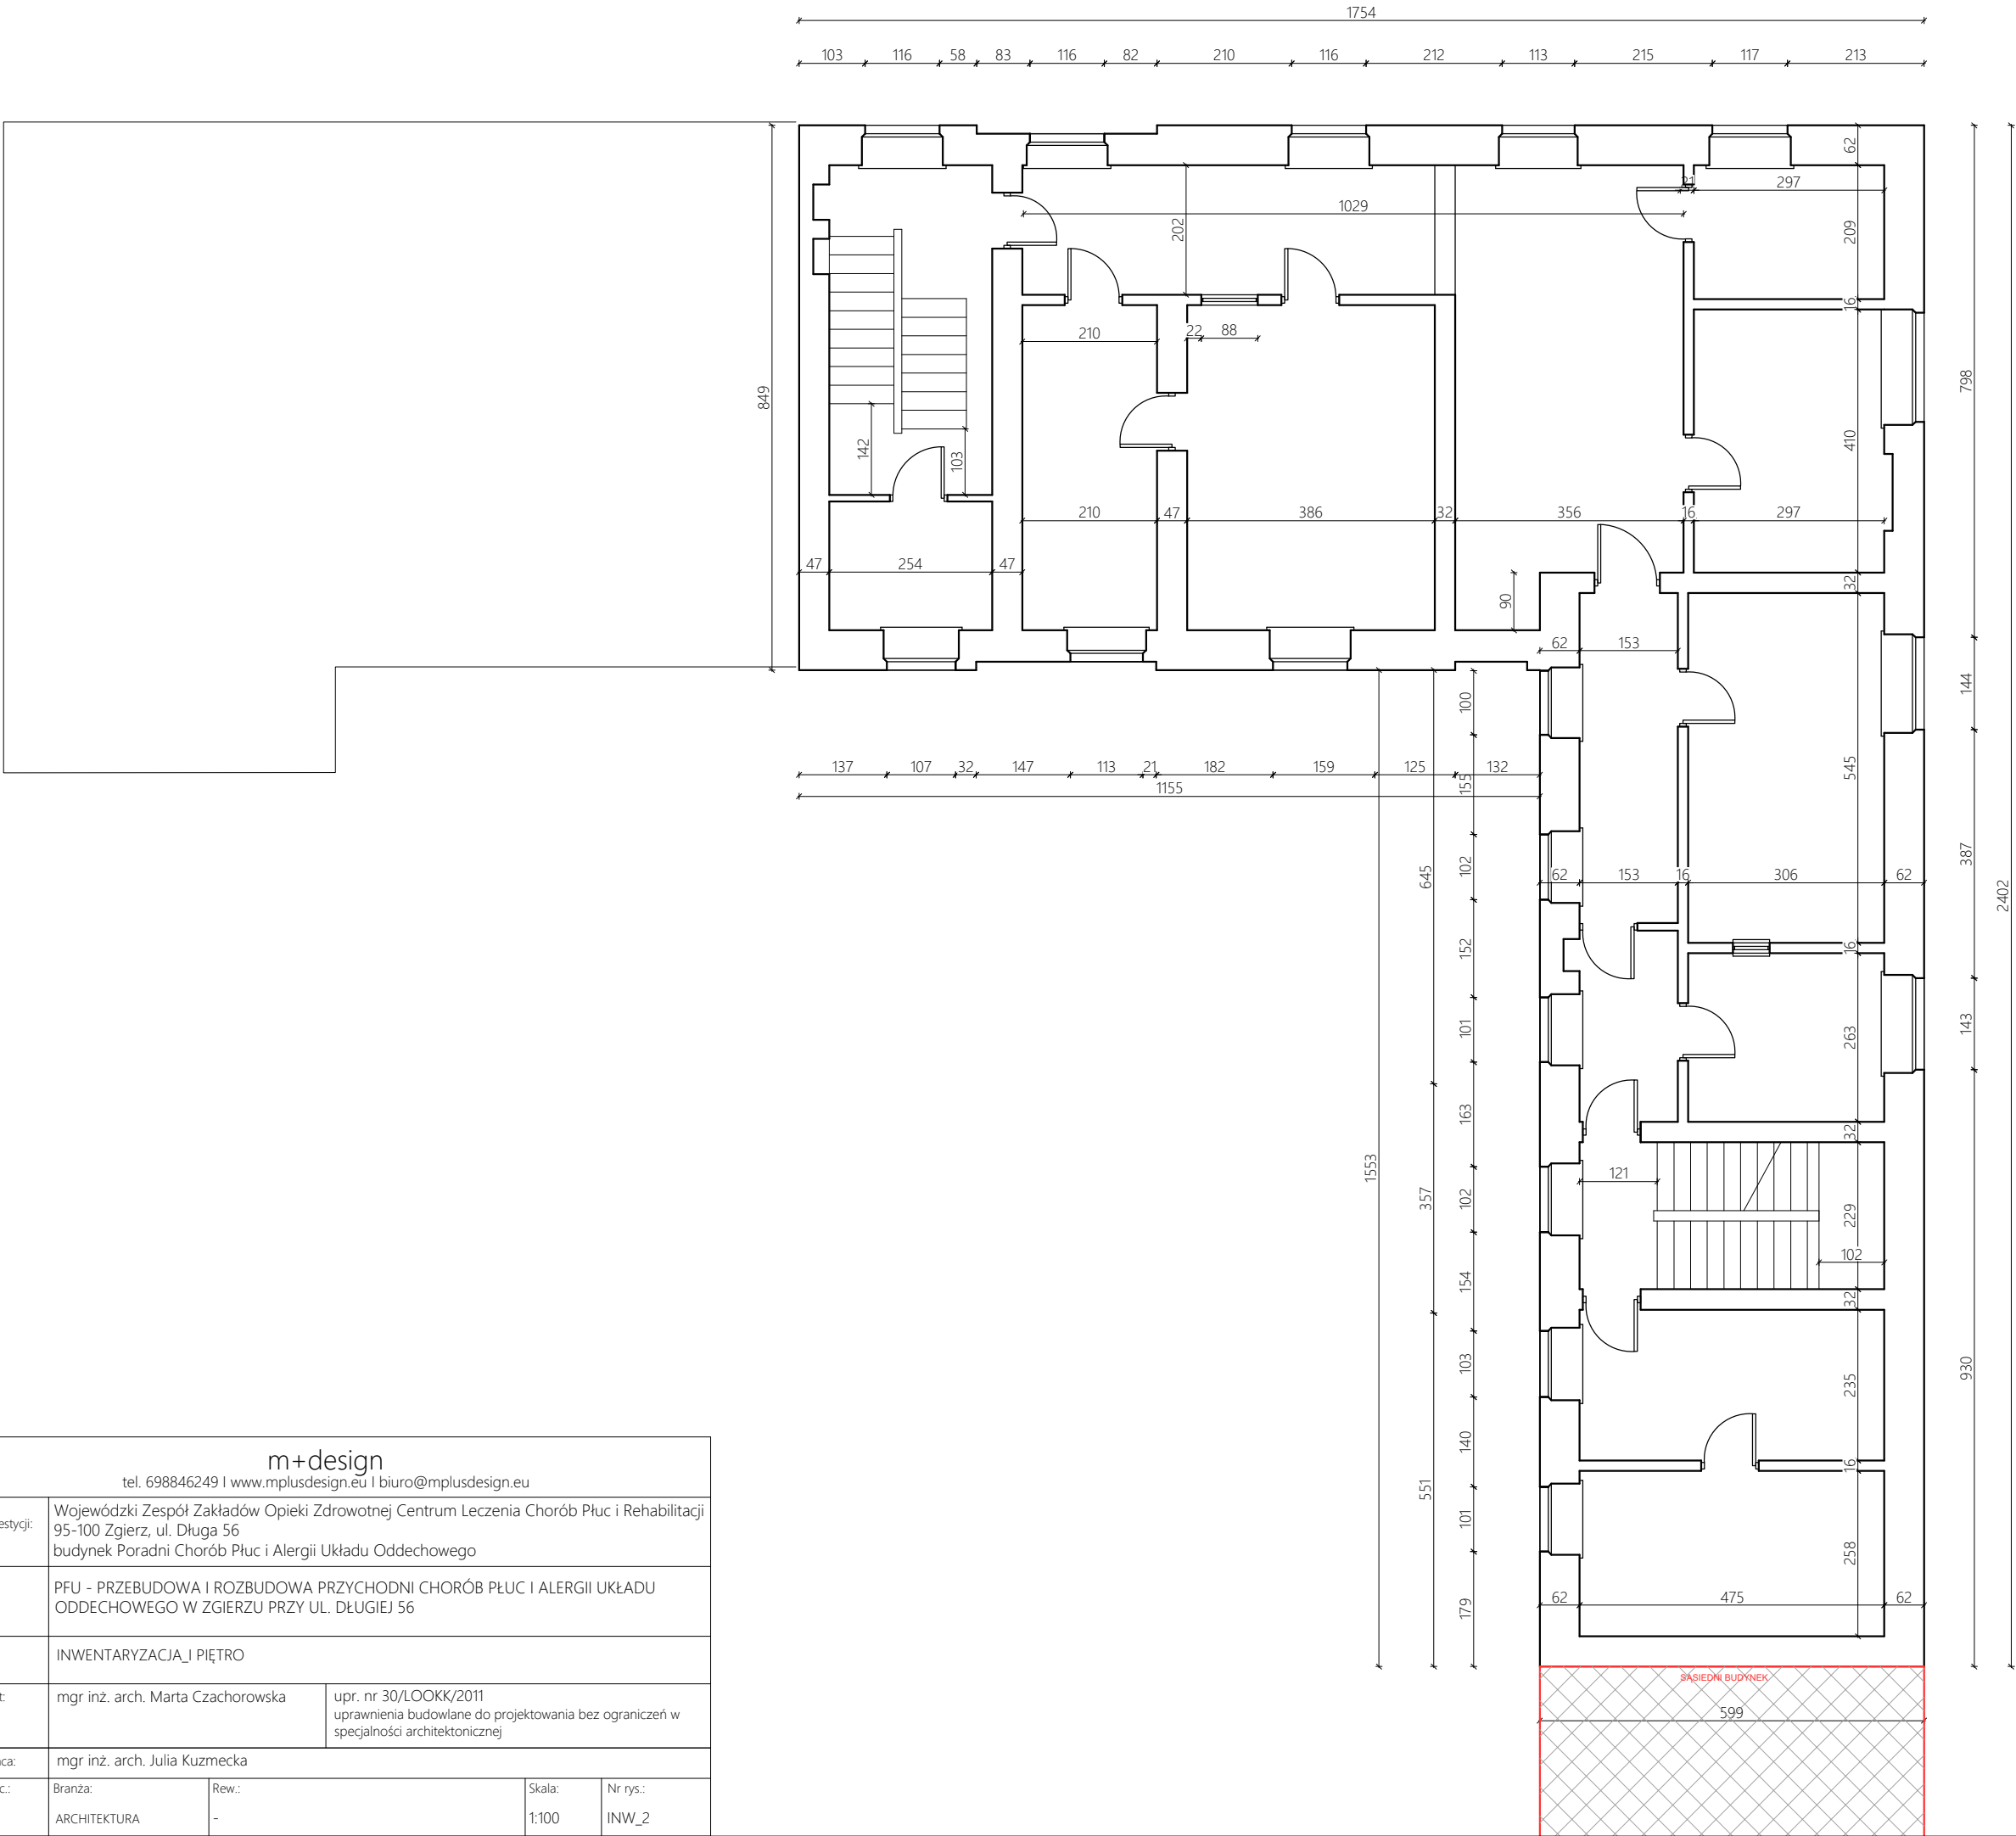 1754
103 116 58 83 116 82 210 116 212 113 215 117 213
62
21 297
1029
202
209
16
210
22 88
849
798
410
142
103
210 47 386 32 356 16 297
47 254 47
32
90
62 153
100
144
545
137 107 32 147 113 21 182 159 125 132
155
1155
387
645
102
62 153 16 306 62
2402
152
16
101
263
143
163
32
1553
121
357
102
229
102
154
32
103
235
930
140
16
551
101
258
179
62 475 62
SĄSIEDNI BUDYNEK
599
m+design
tel. 698846249 I www.mplusdesign.eu I biuro@mplusdesign.eu
estycji:
Wojewódzki Zespół Zakładów Opieki Zdrowotnej Centrum Leczenia Chorób Płuc i Rehabilitacji
95-100 Zgierz, ul. Długa 56
budynek Poradni Chorób Płuc i Alergii Układu Oddechowego
PFU - PRZEBUDOWA I ROZBUDOWA PRZYCHODNI CHORÓB PŁUC I ALERGII UKŁADU
ODDECHOWEGO W ZGIERZU PRZY UL. DŁUGIEJ 56
INWENTARYZACJA_I PIĘTRO
t: mgr inż. arch. Marta Czachorowska
upr. nr 30/LOOKK/2011
uprawnienia budowlane do projektowania bez ograniczeń w
specjalności architektonicznej
ca: mgr inż. arch. Julia Kuzmecka
c.: Branża: Rew.: Skala: Nr rys.:
ARCHITEKTURA - 1:100 INW_2